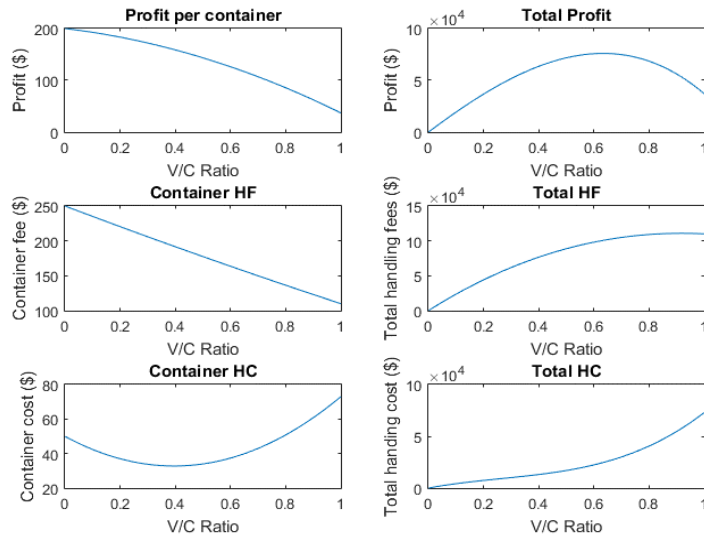 Profit per container
Profit ($)
200
100
0
0 0.2 0.4 0.6 0.8 1
V/C Ratio
Total Profit
×10⁴
Profit ($)
10
5
0
0 0.2 0.4 0.6 0.8 1
V/C Ratio
Container HF
Container fee ($)
250
200
150
100
0 0.2 0.4 0.6 0.8 1
V/C Ratio
Total HF
×10⁴
Total handling fees ($)
15
10
5
0
0 0.2 0.4 0.6 0.8 1
V/C Ratio
Container HC
Container cost ($)
80
60
40
20
0 0.2 0.4 0.6 0.8 1
V/C Ratio
Total HC
×10⁴
Total handing cost ($)
10
5
0
0 0.2 0.4 0.6 0.8 1
V/C Ratio